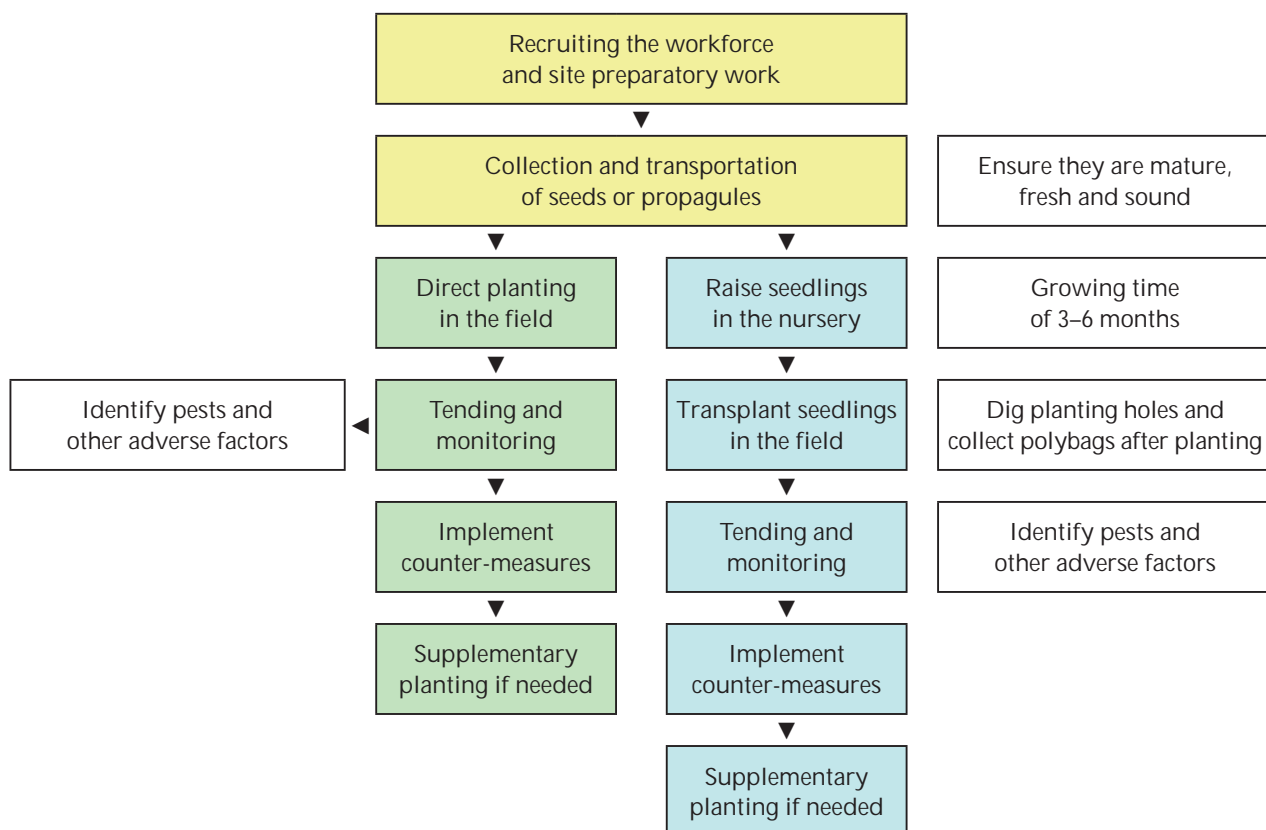 Recruiting the workforce
and site preparatory work
Collection and transportation
of seeds or propagules
Ensure they are mature,
fresh and sound
Direct planting
in the field
Raise seedlings
in the nursery
Growing time
of 3–6 months
Identify pests and
other adverse factors
Tending and
monitoring
Transplant seedlings
in the field
Dig planting holes and
collect polybags after planting
Implement
counter-measures
Tending and
monitoring
Identify pests and
other adverse factors
Supplementary
planting if needed
Implement
counter-measures
Supplementary
planting if needed